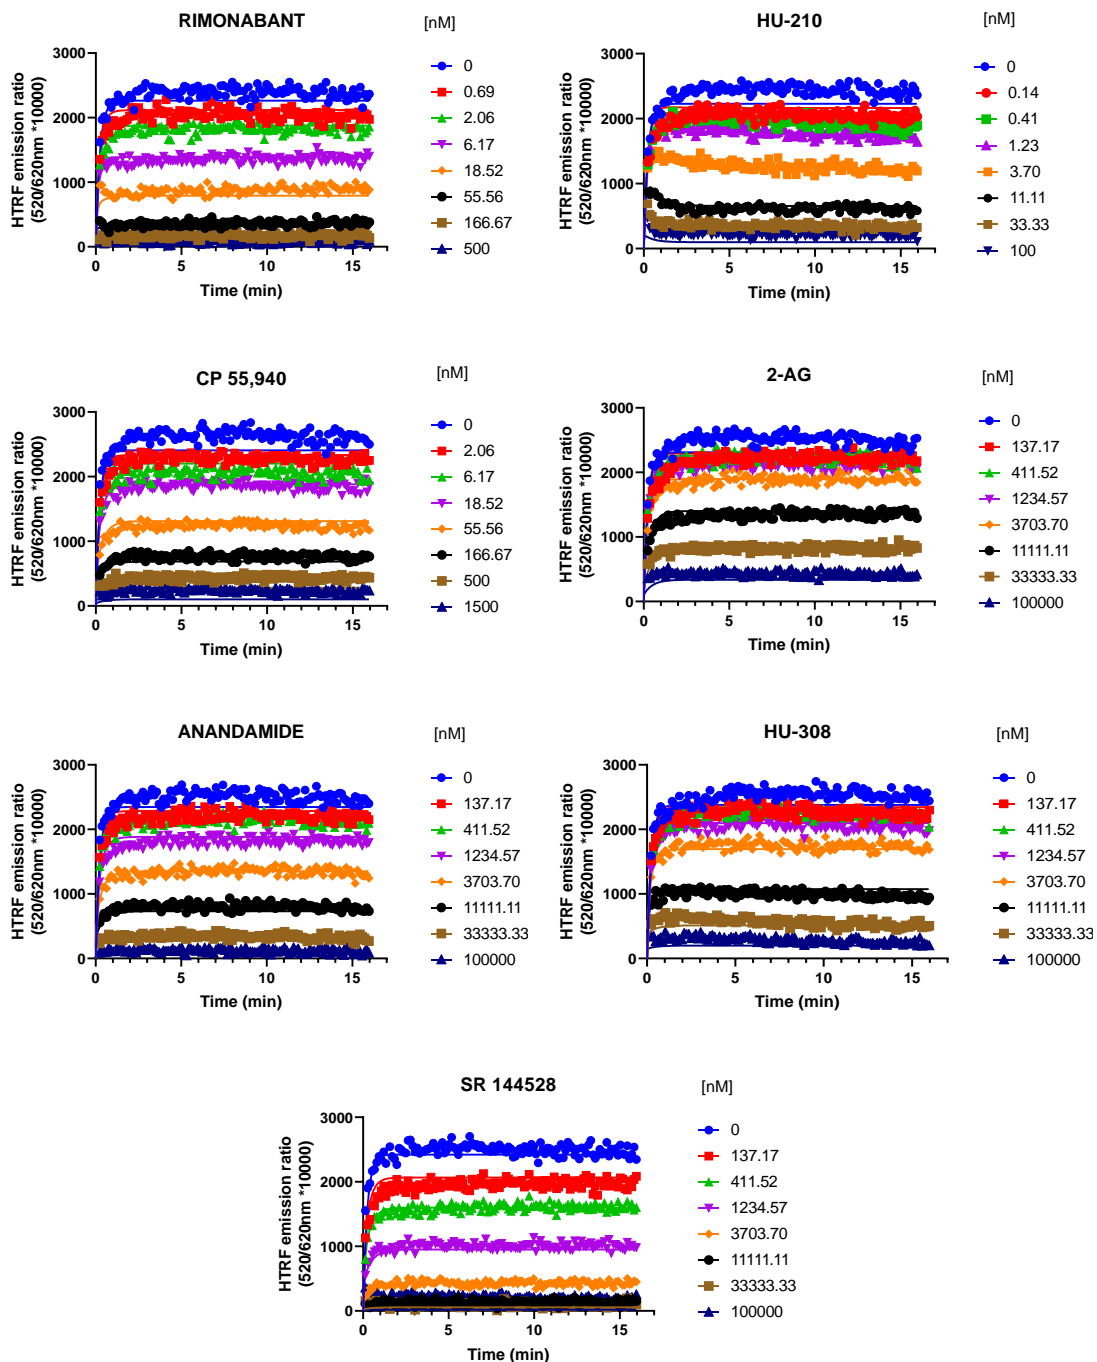 RIMONABANT
[nM]
HTRF emission ratio
(520/620nm *10000)
3000
2000
1000
0
0 5 10 15
Time (min)
0
0.69
2.06
6.17
18.52
55.56
166.67
500
HU-210
[nM]
HTRF emission ratio
(520/620nm *10000)
3000
2000
1000
0
0 5 10 15
Time (min)
0
0.14
0.41
1.23
3.70
11.11
33.33
100
CP 55,940
[nM]
HTRF emission ratio
(520/620nm *10000)
3000
2000
1000
0
0 5 10 15
Time (min)
0
2.06
6.17
18.52
55.56
166.67
500
1500
2-AG
[nM]
HTRF emission ratio
(520/620nm *10000)
3000
2000
1000
0
0 5 10 15
Time (min)
0
137.17
411.52
1234.57
3703.70
11111.11
33333.33
100000
ANANDAMIDE
[nM]
HTRF emission ratio
(520/620nm *10000)
3000
2000
1000
0
0 5 10 15
Time (min)
0
137.17
411.52
1234.57
3703.70
11111.11
33333.33
100000
HU-308
[nM]
HTRF emission ratio
(520/620nm *10000)
3000
2000
1000
0
0 5 10 15
Time (min)
0
137.17
411.52
1234.57
3703.70
11111.11
33333.33
100000
SR 144528
[nM]
HTRF emission ratio
(520/620nm *10000)
3000
2000
1000
0
0 5 10 15
Time (min)
0
137.17
411.52
1234.57
3703.70
11111.11
33333.33
100000